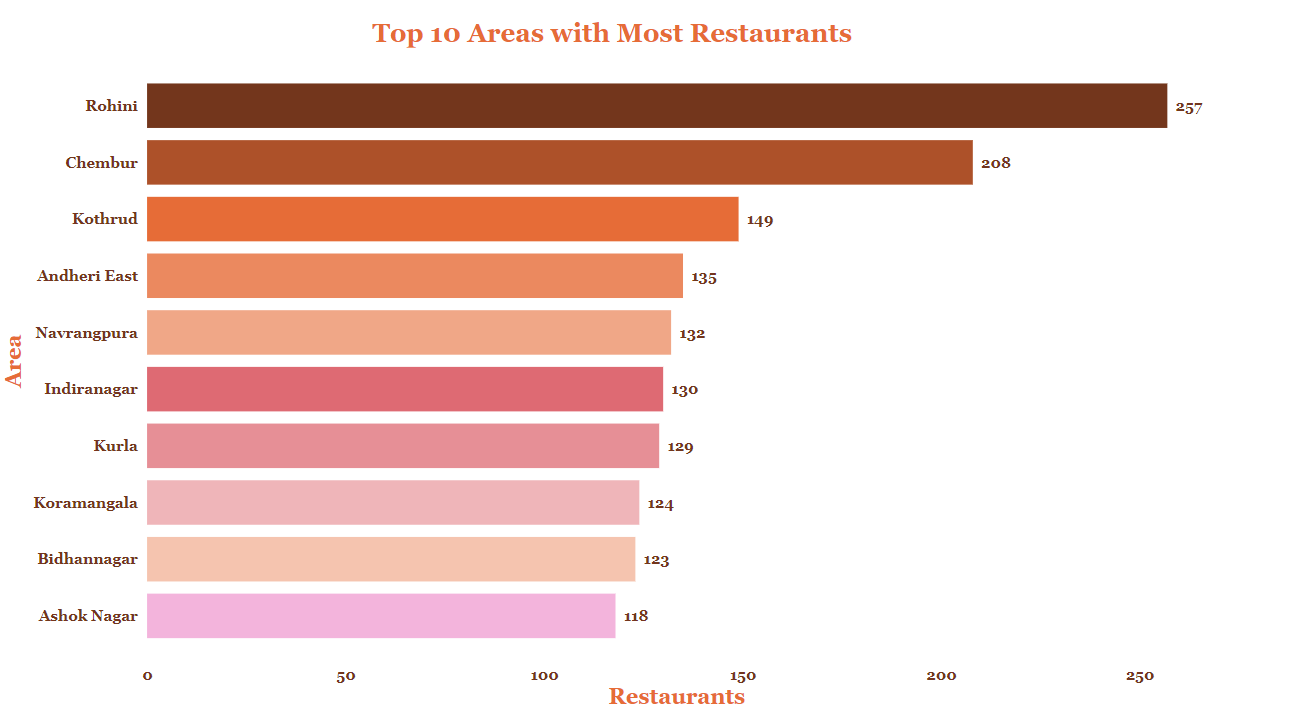 Top 10 Areas with Most Restaurants
Rohini 257
Chembur 208
Kothrud 149
Andheri East 135
Navrangpura 132
Indiranagar 130
Kurla 129
Koramangala 124
Bidhannagar 123
Ashok Nagar 118
Area
0 50 100 150 200 250
Restaurants